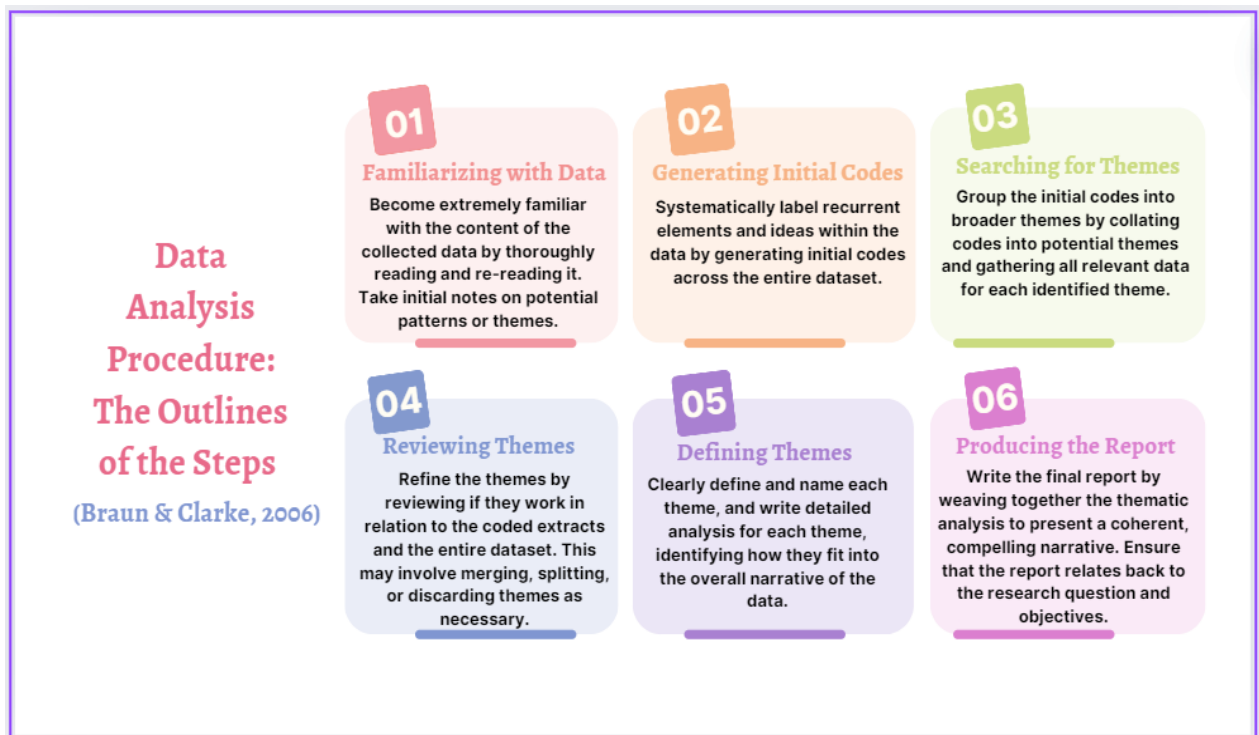 Data
Analysis
Procedure:
The Outlines
of the Steps
(Braun & Clarke, 2006)
01
Familiarizing with Data
Become extremely familiar
with the content of the
collected data by thoroughly
reading and re-reading it.
Take initial notes on potential
patterns or themes.
02
Generating Initial Codes
Systematically label recurrent
elements and ideas within the
data by generating initial codes
across the entire dataset.
03
Searching for Themes
Group the initial codes into
broader themes by collating
codes into potential themes
and gathering all relevant data
for each identified theme.
04
Reviewing Themes
Refine the themes by
reviewing if they work in
relation to the coded extracts
and the entire dataset. This
may involve merging, splitting,
or discarding themes as
necessary.
05
Defining Themes
Clearly define and name each
theme, and write detailed
analysis for each theme,
identifying how they fit into
the overall narrative of the
data.
06
Producing the Report
Write the final report by
weaving together the thematic
analysis to present a coherent,
compelling narrative. Ensure
that the report relates back to
the research question and
objectives.